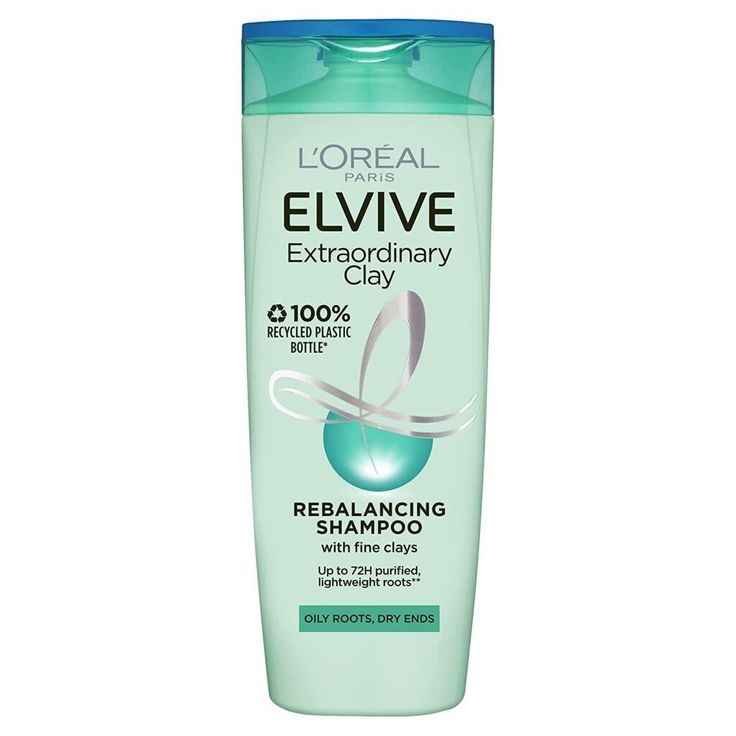 L'ORÉAL
PARIS
ELVIVE
Extraordinary
Clay
100%
RECYCLED PLASTIC
BOTTLE*
REBALANCING
SHAMPOO
with fine clays
Up to 72H purified,
lightweight roots**
OILY ROOTS, DRY ENDS